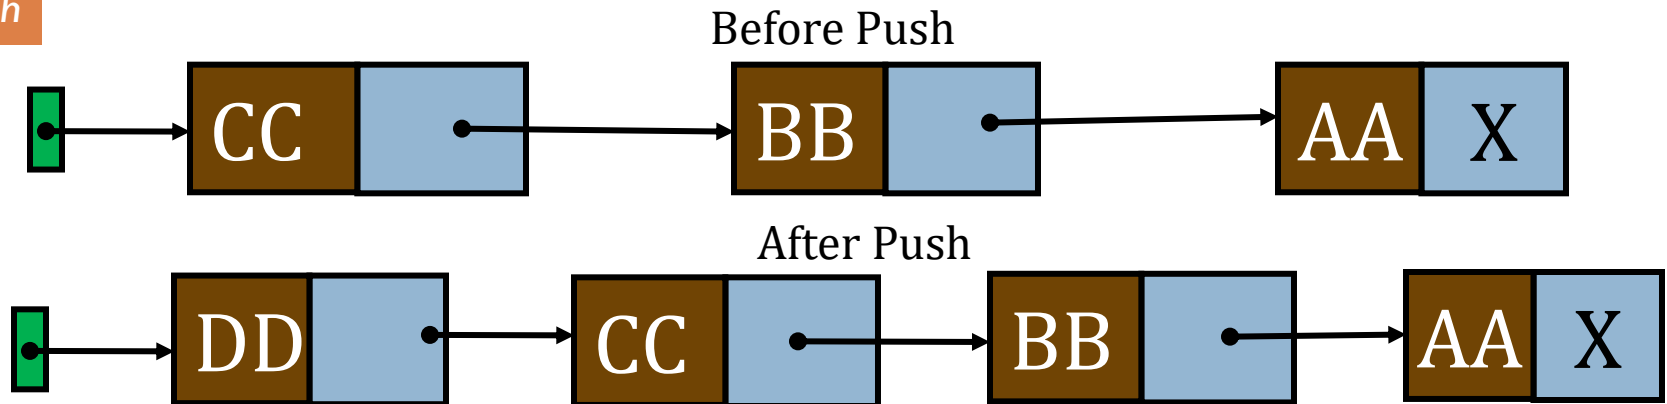 h
Before Push
CC BB AA X
After Push
DD CC BB AA X